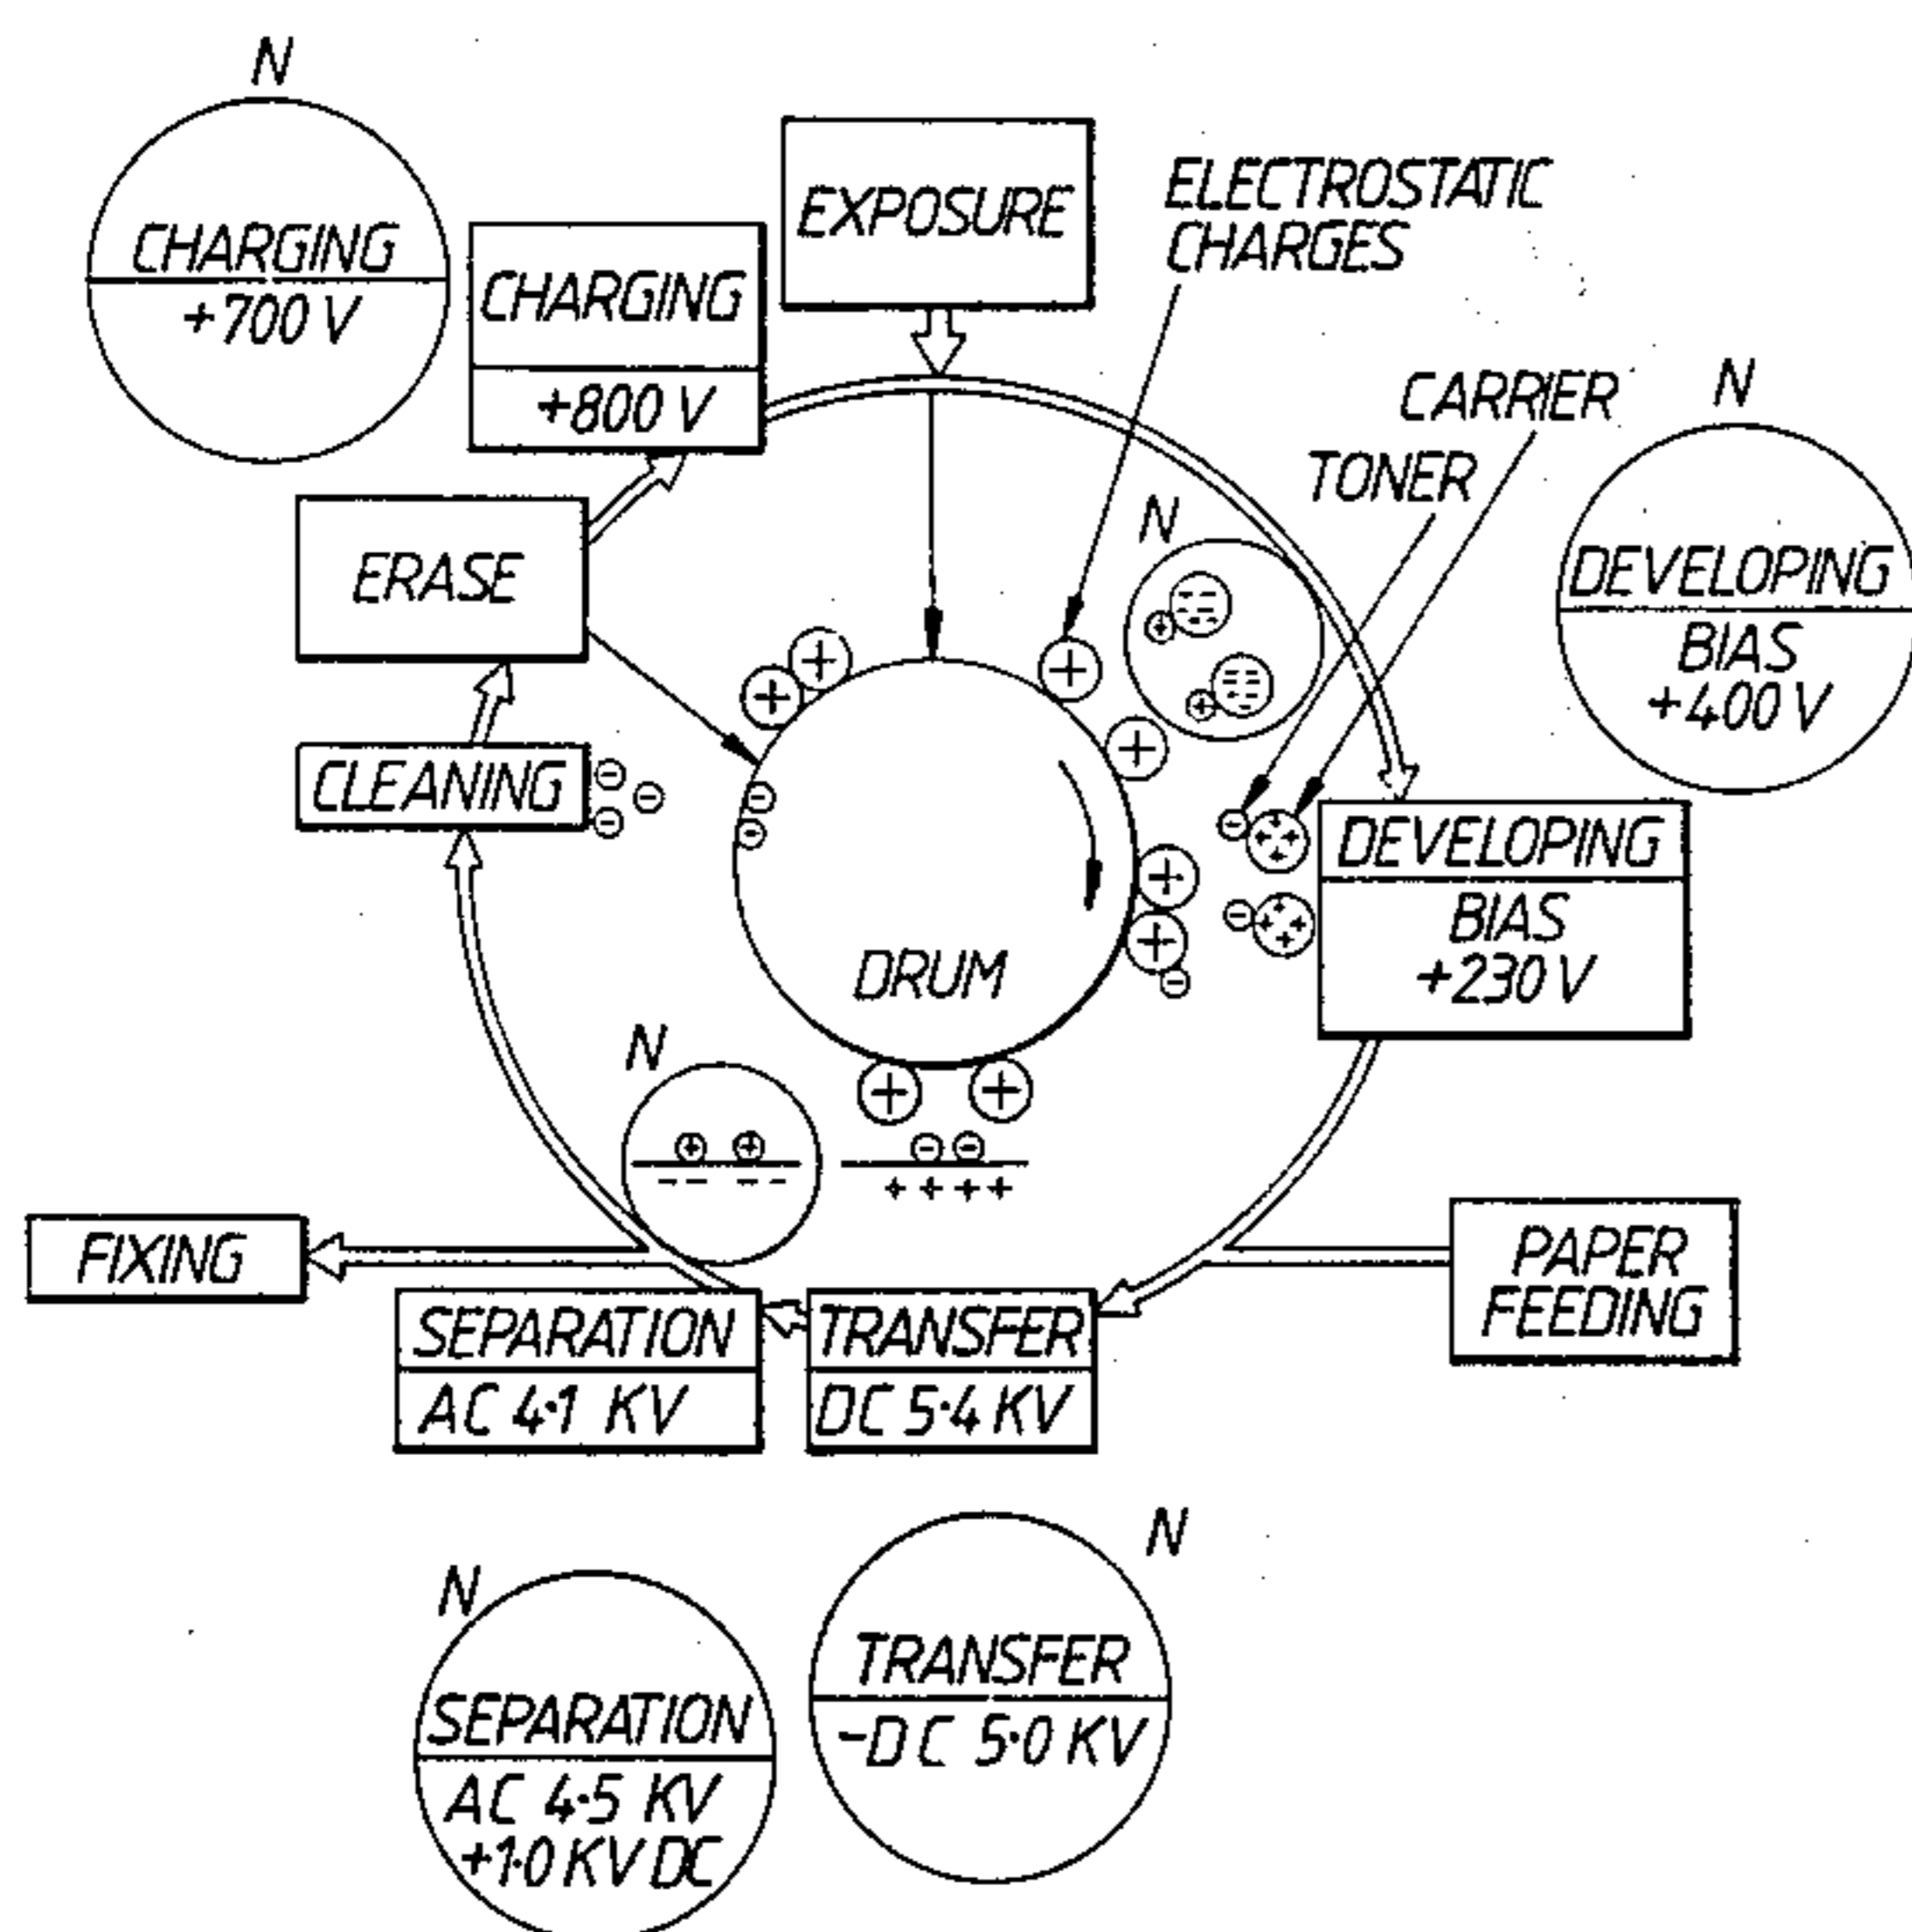 N
CHARGING
+700 V
CHARGING
+800 V
EXPOSURE
ELECTROSTATIC
CHARGES
CARRIER
TONER
N
DEVELOPING
BIAS
+400 V
N
ERASE
CLEANING
DEVELOPING
BIAS
+230 V
DRUM
N
FIXING
PAPER
FEEDING
SEPARATION
AC 4·1 KV
TRANSFER
DC 5·4 KV
N
SEPARATION
AC 4·5 KV
+1·0 KV DC
N
TRANSFER
-DC 5·0 KV